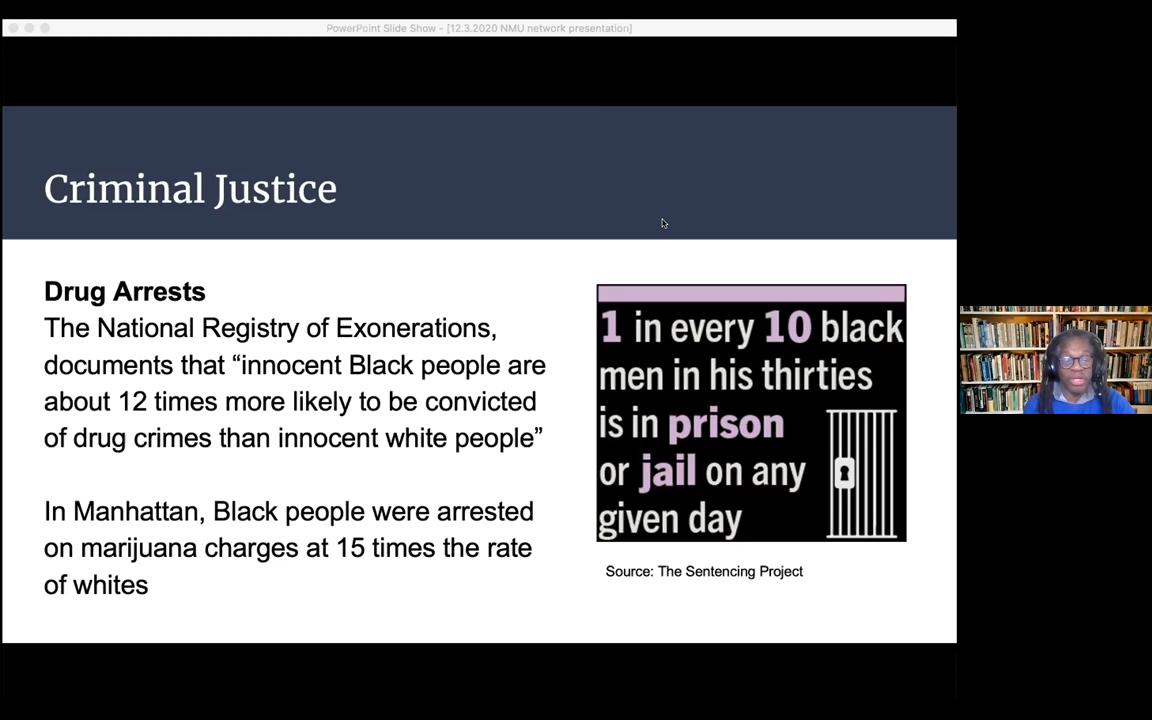 PowerPoint Slide Show - [12.3.2020 NMU network presentation]
Criminal Justice
Drug Arrests
The National Registry of Exonerations,
documents that “innocent Black people are
about 12 times more likely to be convicted
of drug crimes than innocent white people”
In Manhattan, Black people were arrested
on marijuana charges at 15 times the rate
of whites
1 in every 10 black
men in his thirties
is in prison
or jail on any
given day
Source: The Sentencing Project